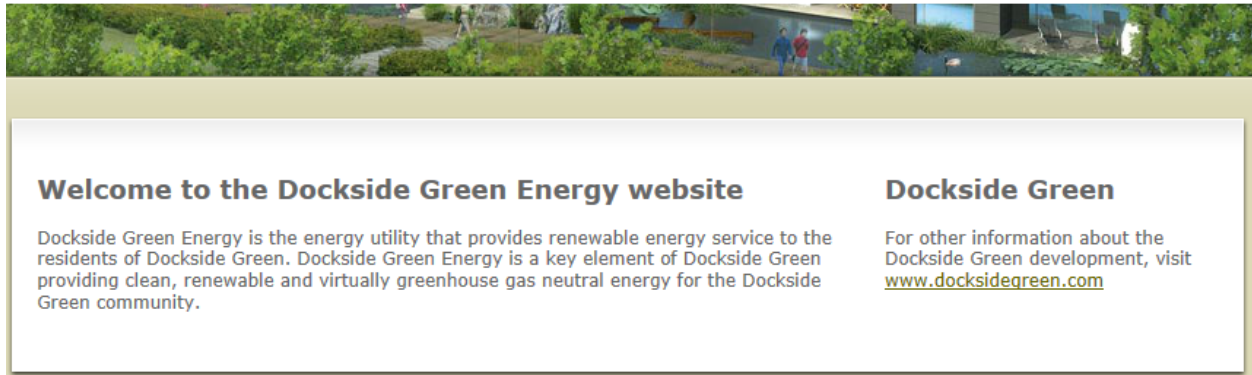 Welcome to the Dockside Green Energy website
Dockside Green Energy is the energy utility that provides renewable energy service to the
residents of Dockside Green. Dockside Green Energy is a key element of Dockside Green
providing clean, renewable and virtually greenhouse gas neutral energy for the Dockside
Green community.
Dockside Green
For other information about the
Dockside Green development, visit
www.docksidegreen.com